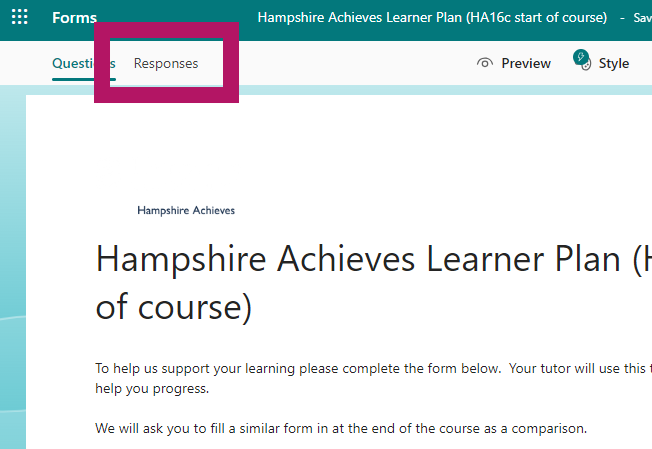 Forms
Hampshire Achieves Learner Plan (HA16c start of course) - Sav
Questions Responses Preview Style
Hampshire Achieves
Hampshire Achieves Learner Plan (H
of course)
To help us support your learning please complete the form below. Your tutor will use this t
help you progress.
We will ask you to fill a similar form in at the end of the course as a comparison.